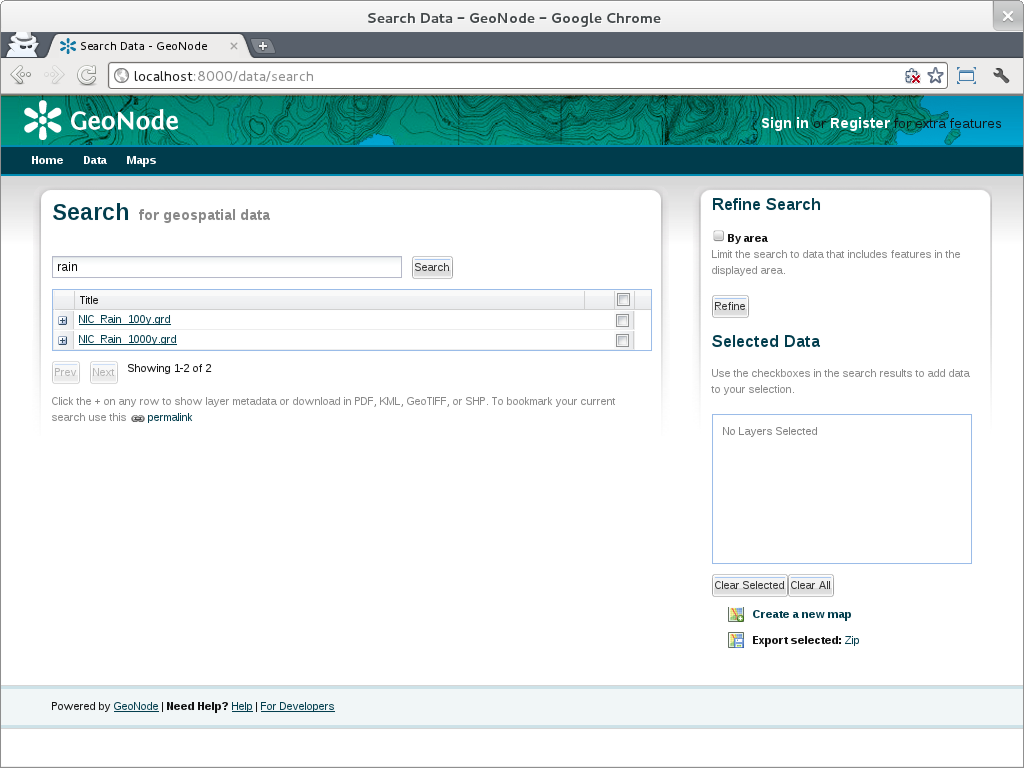 Search Data - GeoNode - Google Chrome
Search Data - GeoNode
localhost:8000/data/search
GeoNode
Sign in or Register for extra features
Home Data Maps
Search for geospatial data
rain Search
Title
NIC_Rain_100y.grd
NIC_Rain_1000y.grd
Prev Next Showing 1-2 of 2
Click the + on any row to show layer metadata or download in PDF, KML, GeoTIFF, or SHP. To bookmark your current
search use this permalink
Refine Search
By area
Limit the search to data that includes features in the
displayed area.
Refine
Selected Data
Use the checkboxes in the search results to add data
to your selection.
No Layers Selected
Clear Selected Clear All
Create a new map
Export selected: Zip
Powered by GeoNode | Need Help? Help | For Developers